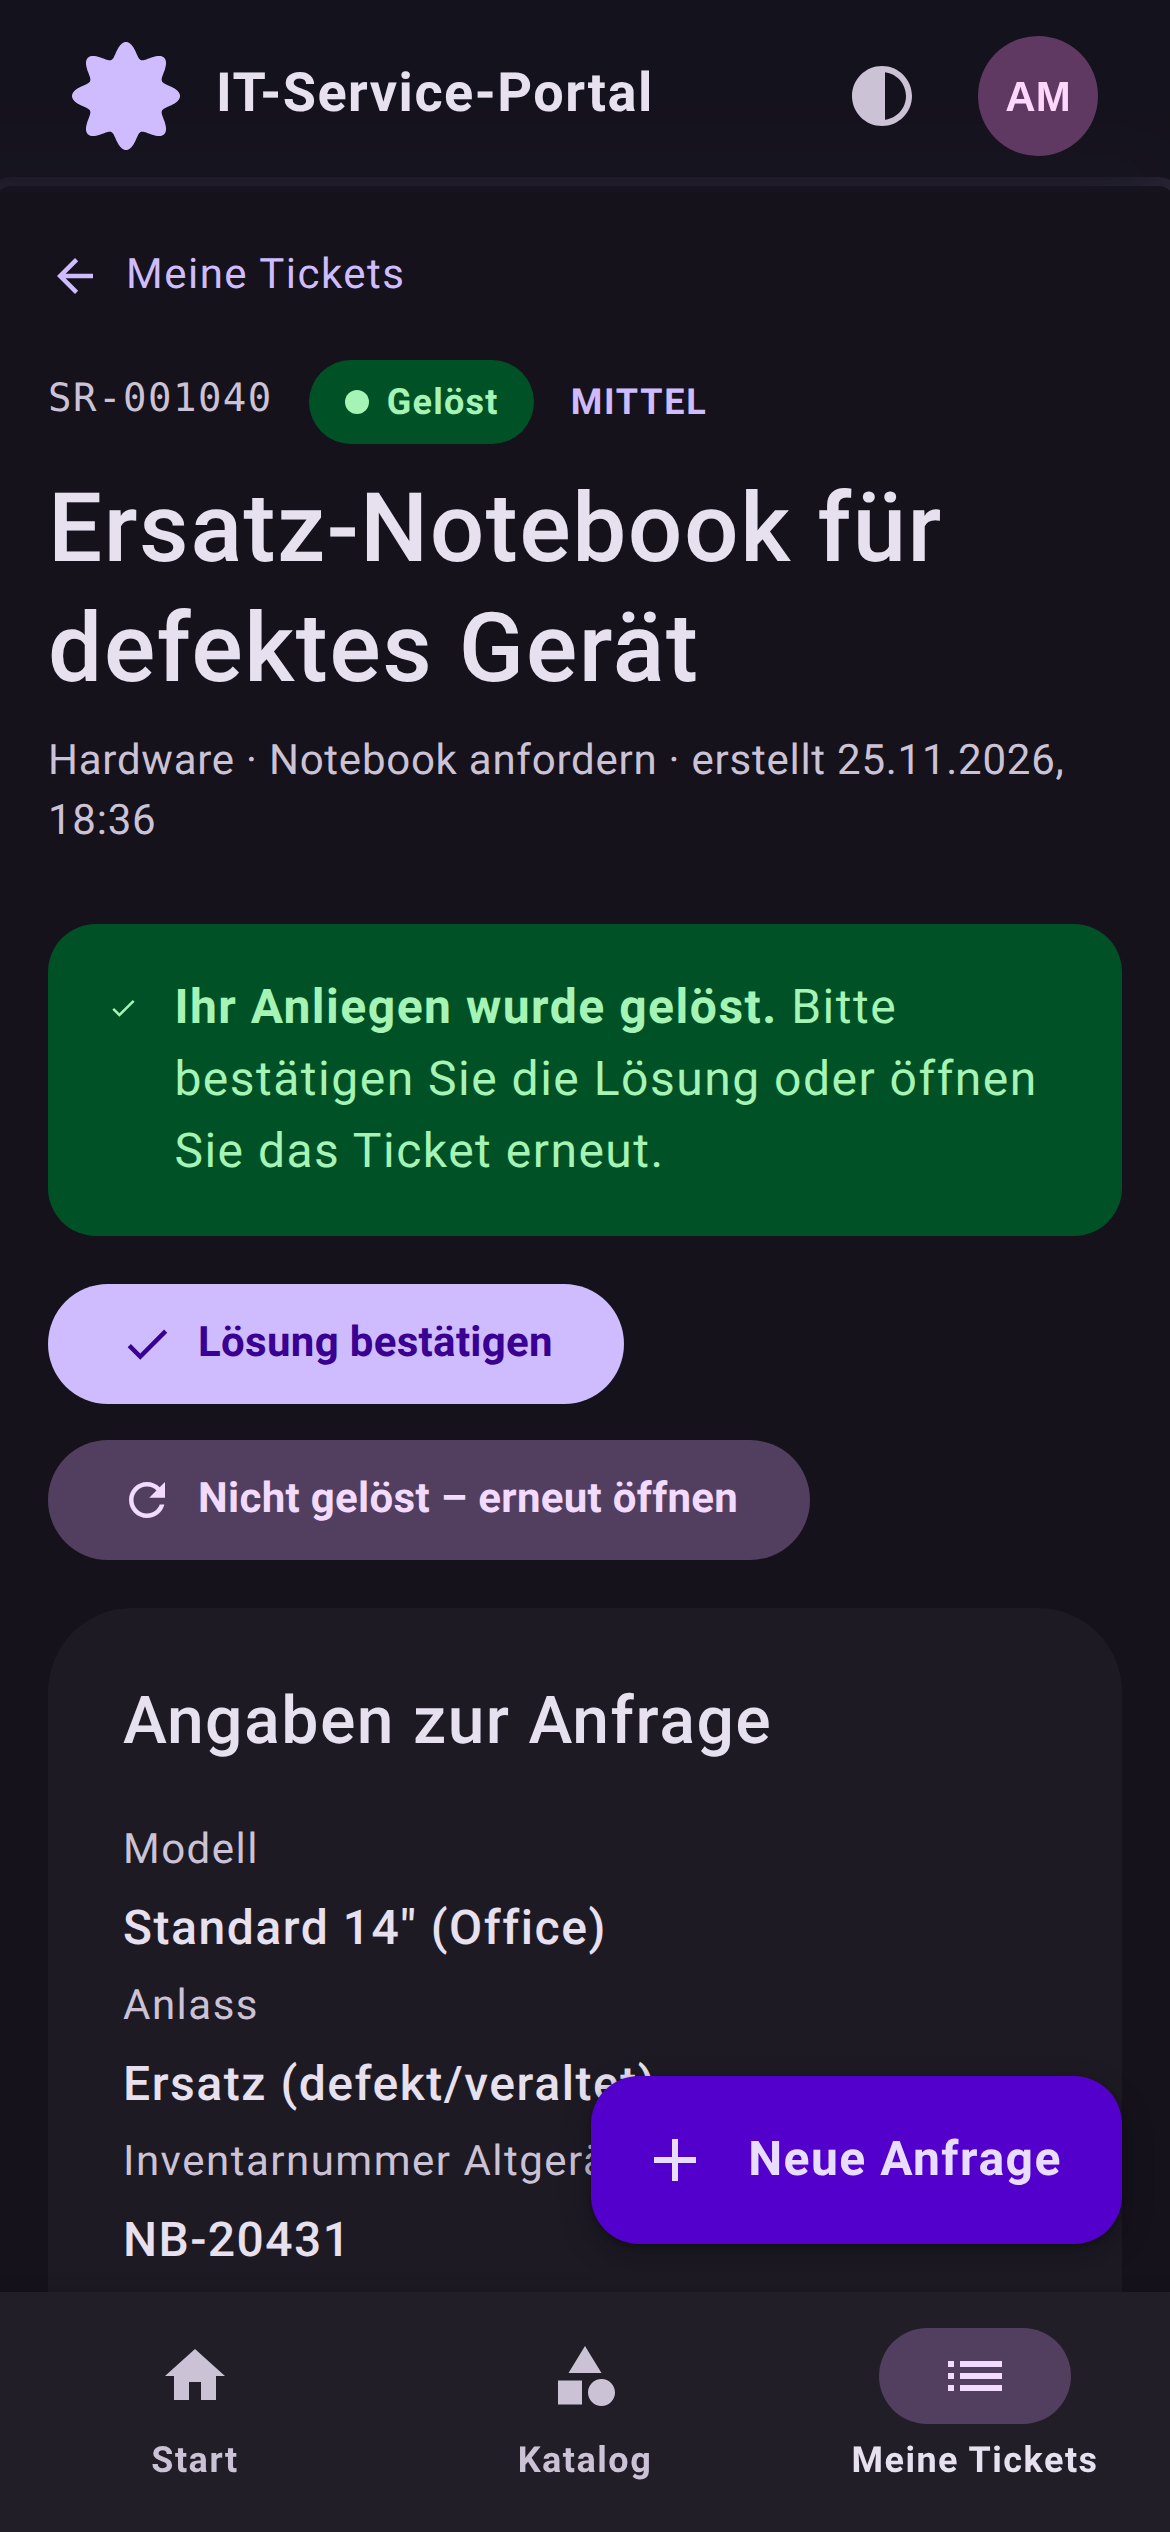 IT-Service-Portal
AM
Meine Tickets
SR-001040
Gelöst
MITTEL
Ersatz-Notebook für
defektes Gerät
Hardware · Notebook anfordern · erstellt 25.11.2026,
18:36
Ihr Anliegen wurde gelöst. Bitte
bestätigen Sie die Lösung oder öffnen
Sie das Ticket erneut.
Lösung bestätigen
Nicht gelöst – erneut öffnen
Angaben zur Anfrage
Modell
Standard 14" (Office)
Anlass
Ersatz (defekt/veraltet)
Inventarnummer Altgerä
NB-20431
Neue Anfrage
Start
Katalog
Meine Tickets